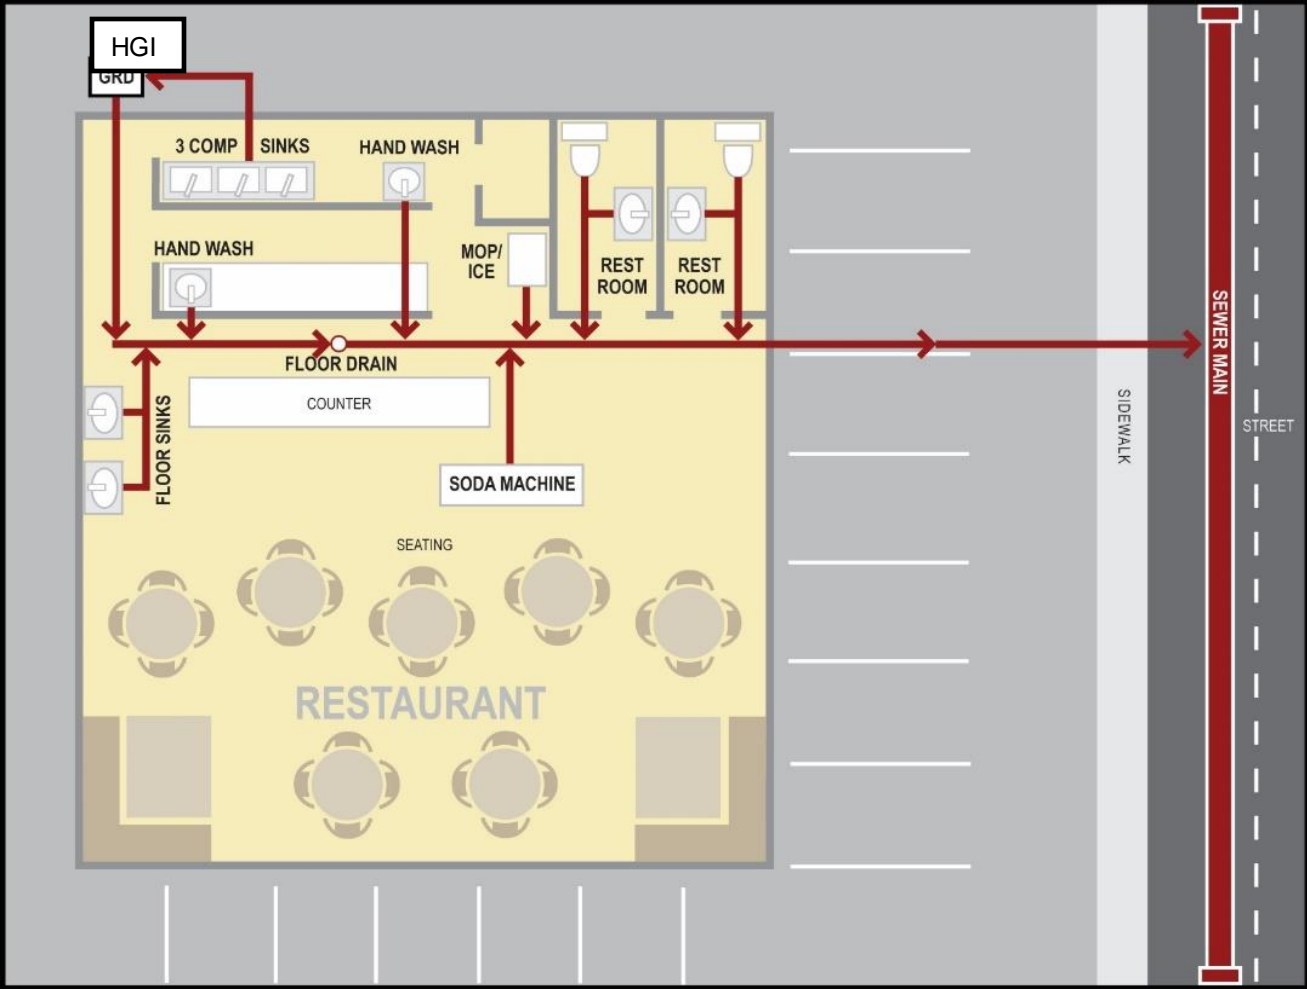 HGI
GRD
3 COMP SINKS
HAND WASH
HAND WASH
MOP/
ICE
REST
ROOM
REST
ROOM
FLOOR DRAIN
COUNTER
FLOOR SINKS
SODA MACHINE
SEATING
RESTAURANT
SIDEWALK
SEWER MAIN
STREET